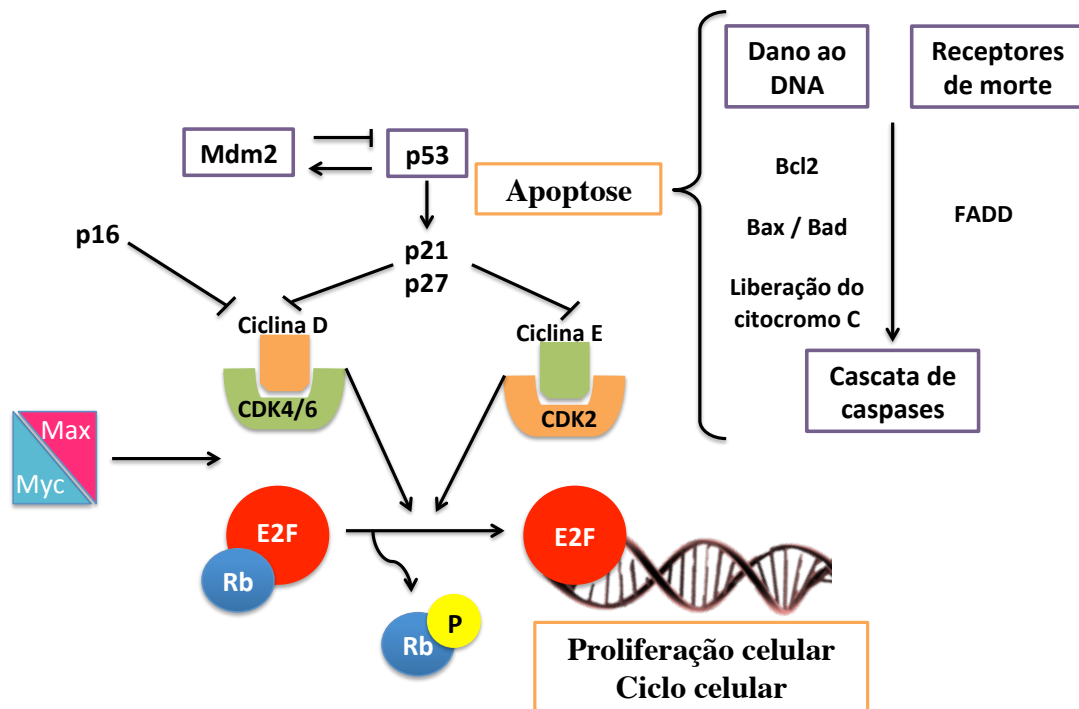 Dano ao
DNA
Receptores
de morte
Mdm2
p53
Apoptose
Bcl2
Bax / Bad
FADD
Liberação do
citocromo C
Cascata de
caspases
p16
p21
p27
Ciclina D
CDK4/6
Ciclina E
CDK2
Max
Myc
E2F
Rb
E2F
Rb
P
Proliferação celular
Ciclo celular